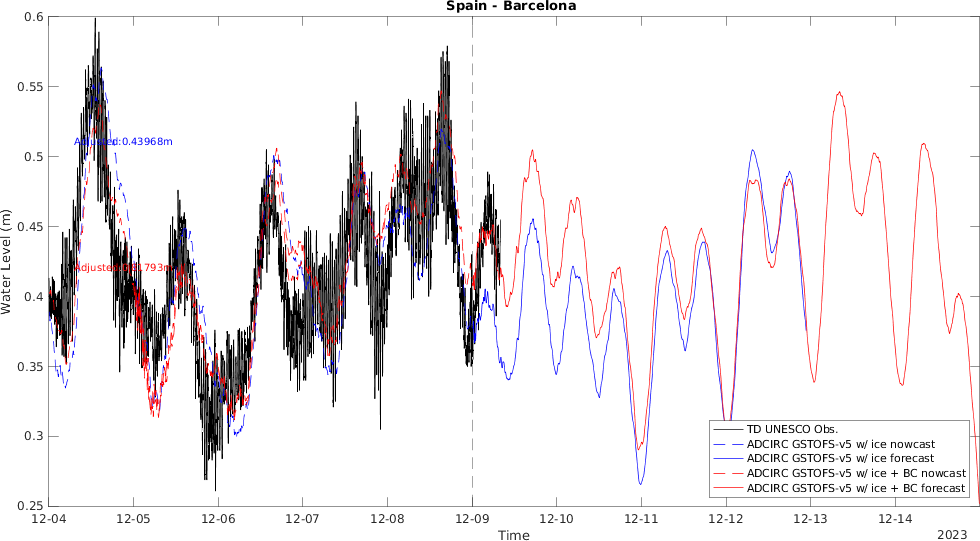 Spain - Barcelona
0.6
0.55
0.5
0.45
0.4
0.35
0.3
0.25
Water Level (m)
Adjusted:0.43968m
12-04
12-05
12-06
12-07
12-08
12-09
12-10
12-11
12-12
12-13
12-14
Time
2023
TD UNESCO Obs.
ADCIRC GSTOFS-v5 w/ ice nowcast
ADCIRC GSTOFS-v5 w/ ice forecast
ADCIRC GSTOFS-v5 w/ ice + BC nowcast
ADCIRC GSTOFS-v5 w/ ice + BC forecast